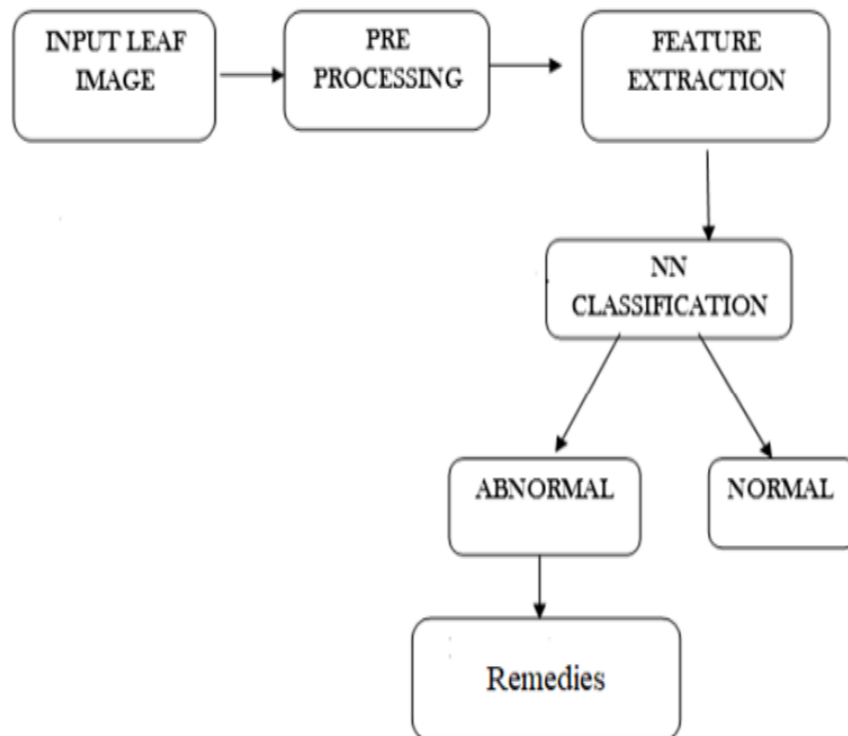 INPUT LEAF
IMAGE
PRE
PROCESSING
FEATURE
EXTRACTION
NN
CLASSIFICATION
ABNORMAL
NORMAL
Remedies